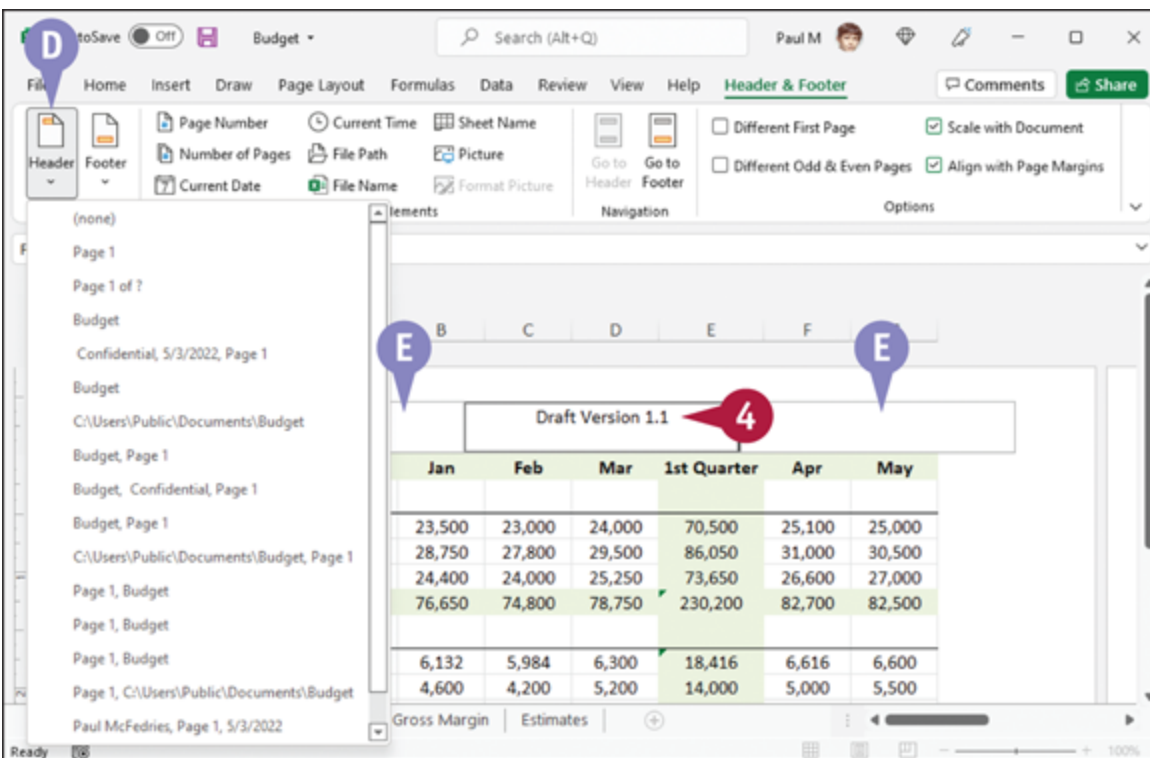 D
toSave Off Budget Search (Alt+Q) Paul M
File Home Insert Draw Page Layout Formulas Data Review View Help Header & Footer Comments Share
Page Number Current Time Sheet Name Different First Page Scale with Document
Header Footer Number of Pages File Path Picture Go to Header Go to Footer Different Odd & Even Pages Align with Page Margins
Current Date File Name Format Picture
lements Navigation Options
(none)
Page 1
Page 1 of ?
Budget
Confidential, 5/3/2022, Page 1
Budget
C:\Users\Public\Documents\Budget
Budget, Page 1
Budget, Confidential, Page 1
Budget, Page 1
C:\Users\Public\Documents\Budget, Page 1
Page 1, Budget
Page 1, Budget
Page 1, Budget
Page 1, C:\Users\Public\Documents\Budget
Paul McFedries, Page 1, 5/3/2022
B C D E F
E E
Draft Version 1.1 4
Jan Feb Mar 1st Quarter Apr May
23,500 23,000 24,000 70,500 25,100 25,000
28,750 27,800 29,500 86,050 31,000 30,500
24,400 24,000 25,250 73,650 26,600 27,000
76,650 74,800 78,750 230,200 82,700 82,500
6,132 5,984 6,300 18,416 6,616 6,600
4,600 4,200 5,200 14,000 5,000 5,500
Gross Margin Estimates
Ready 100%